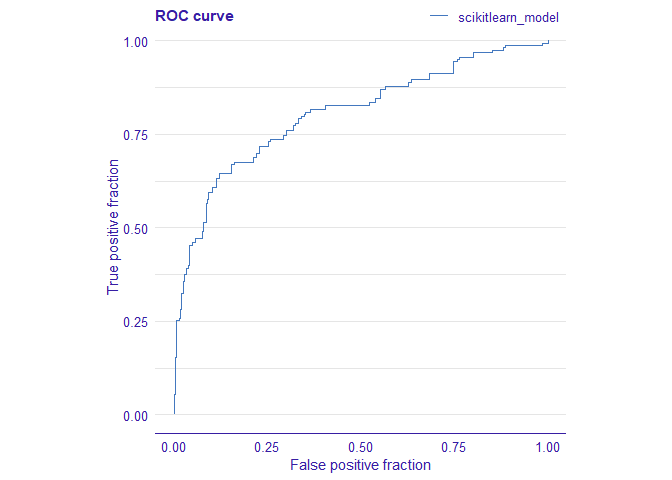 ROC curve
scikitlearn_model
1.00
0.75
0.50
0.25
0.00
True positive fraction
0.00 0.25 0.50 0.75 1.00
False positive fraction